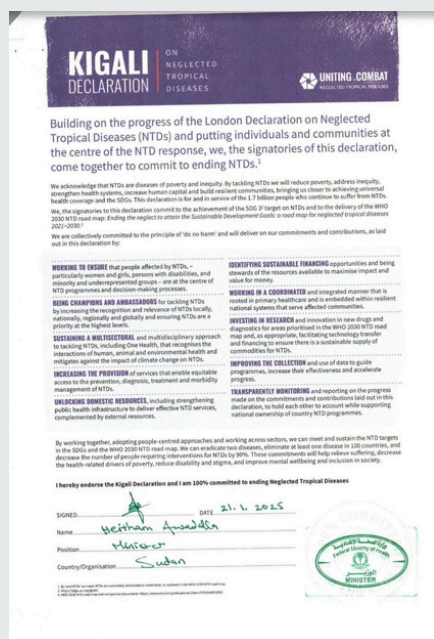 KIGALI
DECLARATION
ON
NEGLECTED
TROPICAL
DISEASES
UNITING COMBAT
NEGLECTED TROPICAL DISEASES
Building on the progress of the London Declaration on Neglected
Tropical Diseases (NTDs) and putting individuals and communities at
the centre of the NTD response, we, the signatories of this declaration,
come together to commit to ending NTDs.¹
We acknowledge that NTDs are diseases of poverty and inequity. By tackling NTDs we will reduce poverty, address inequity,
strengthen health systems, increase human capital and build resilient communities, bringing us closer to achieving universal
health coverage and the SDGs. This declaration is for and in service of the 1.7 billion people who continue to suffer from NTDs.
We, the signatories to this declaration commit to the achievement of the SDG 3² target on NTDs and to the delivery of the WHO
2030 NTD road map: Ending the neglect to attain the Sustainable Development Goals: a road map for neglected tropical diseases
2021–2030.³
We are collectively committed to the principle of 'do no harm' and will deliver on our commitments and contributions, as laid
out in this declaration by:
WORKING TO ENSURE that people affected by NTDs, –
particularly women and girls, persons with disabilities, and
minority and underrepresented groups – are at the centre of
NTD programmes and decision-making processes.
BEING CHAMPIONS AND AMBASSADORS for tackling NTDs
by increasing the recognition and relevance of NTDs locally,
nationally, regionally and globally and ensuring NTDs are a
priority at the highest levels.
SUSTAINING A MULTISECTORAL and multidisciplinary approach
to tackling NTDs, including One Health, that recognises the
interactions of human, animal and environmental health and
mitigates against the impact of climate change on NTDs.
INCREASING THE PROVISION of services that enable equitable
access to the prevention, diagnosis, treatment and morbidity
management of NTDs.
UNLOCKING DOMESTIC RESOURCES, including strengthening
public health infrastructure to deliver effective NTD services,
complemented by external resources.
IDENTIFYING SUSTAINABLE FINANCING opportunities and being
stewards of the resources available to maximise impact and
value for money.
WORKING IN A COORDINATED and integrated manner that is
rooted in primary healthcare and is embedded within resilient
national systems that serve affected communities.
INVESTING IN RESEARCH and innovation in new drugs and
diagnostics for areas prioritised in the WHO 2030 NTD road
map and, as appropriate, facilitating technology transfer
and financing to ensure there is a sustainable supply of
commodities for NTDs.
IMPROVING THE COLLECTION and use of data to guide
programmes, increase their effectiveness and accelerate
progress.
TRANSPARENTLY MONITORING and reporting on the progress
made on the commitments and contributions laid out in this
declaration, to hold each other to account while supporting
national ownership of country NTD programmes.
By working together, adopting people-centred approaches and working across sectors, we can meet and sustain the NTD targets
in the SDGs and the WHO 2030 NTD road map. We can eradicate two diseases, eliminate at least one disease in 100 countries, and
decrease the number of people requiring interventions for NTDs by 90%. These commitments will help relieve suffering, decrease
the health-related drivers of poverty, reduce disability and stigma, and improve mental wellbeing and inclusion in society.
I hereby endorse the Kigali Declaration and I am 100% committed to ending Neglected Tropical Diseases
SIGNED
DATE 21.1.2025
Name Heitham
Position Minister
Country/Organisation Sudan
Federal Ministry of Health
MINISTER